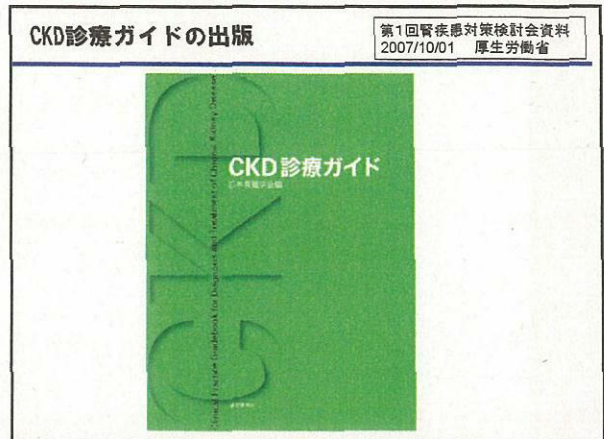 CKD診療ガイドの出版
第1回腎疾患対策検討会資料
2007/10/01 厚生労働省
CKD診療ガイド
日本腎臓学会編
Clinical Practice Guidebook for Diagnosis and Treatment of Chronic Kidney Disease
CKD